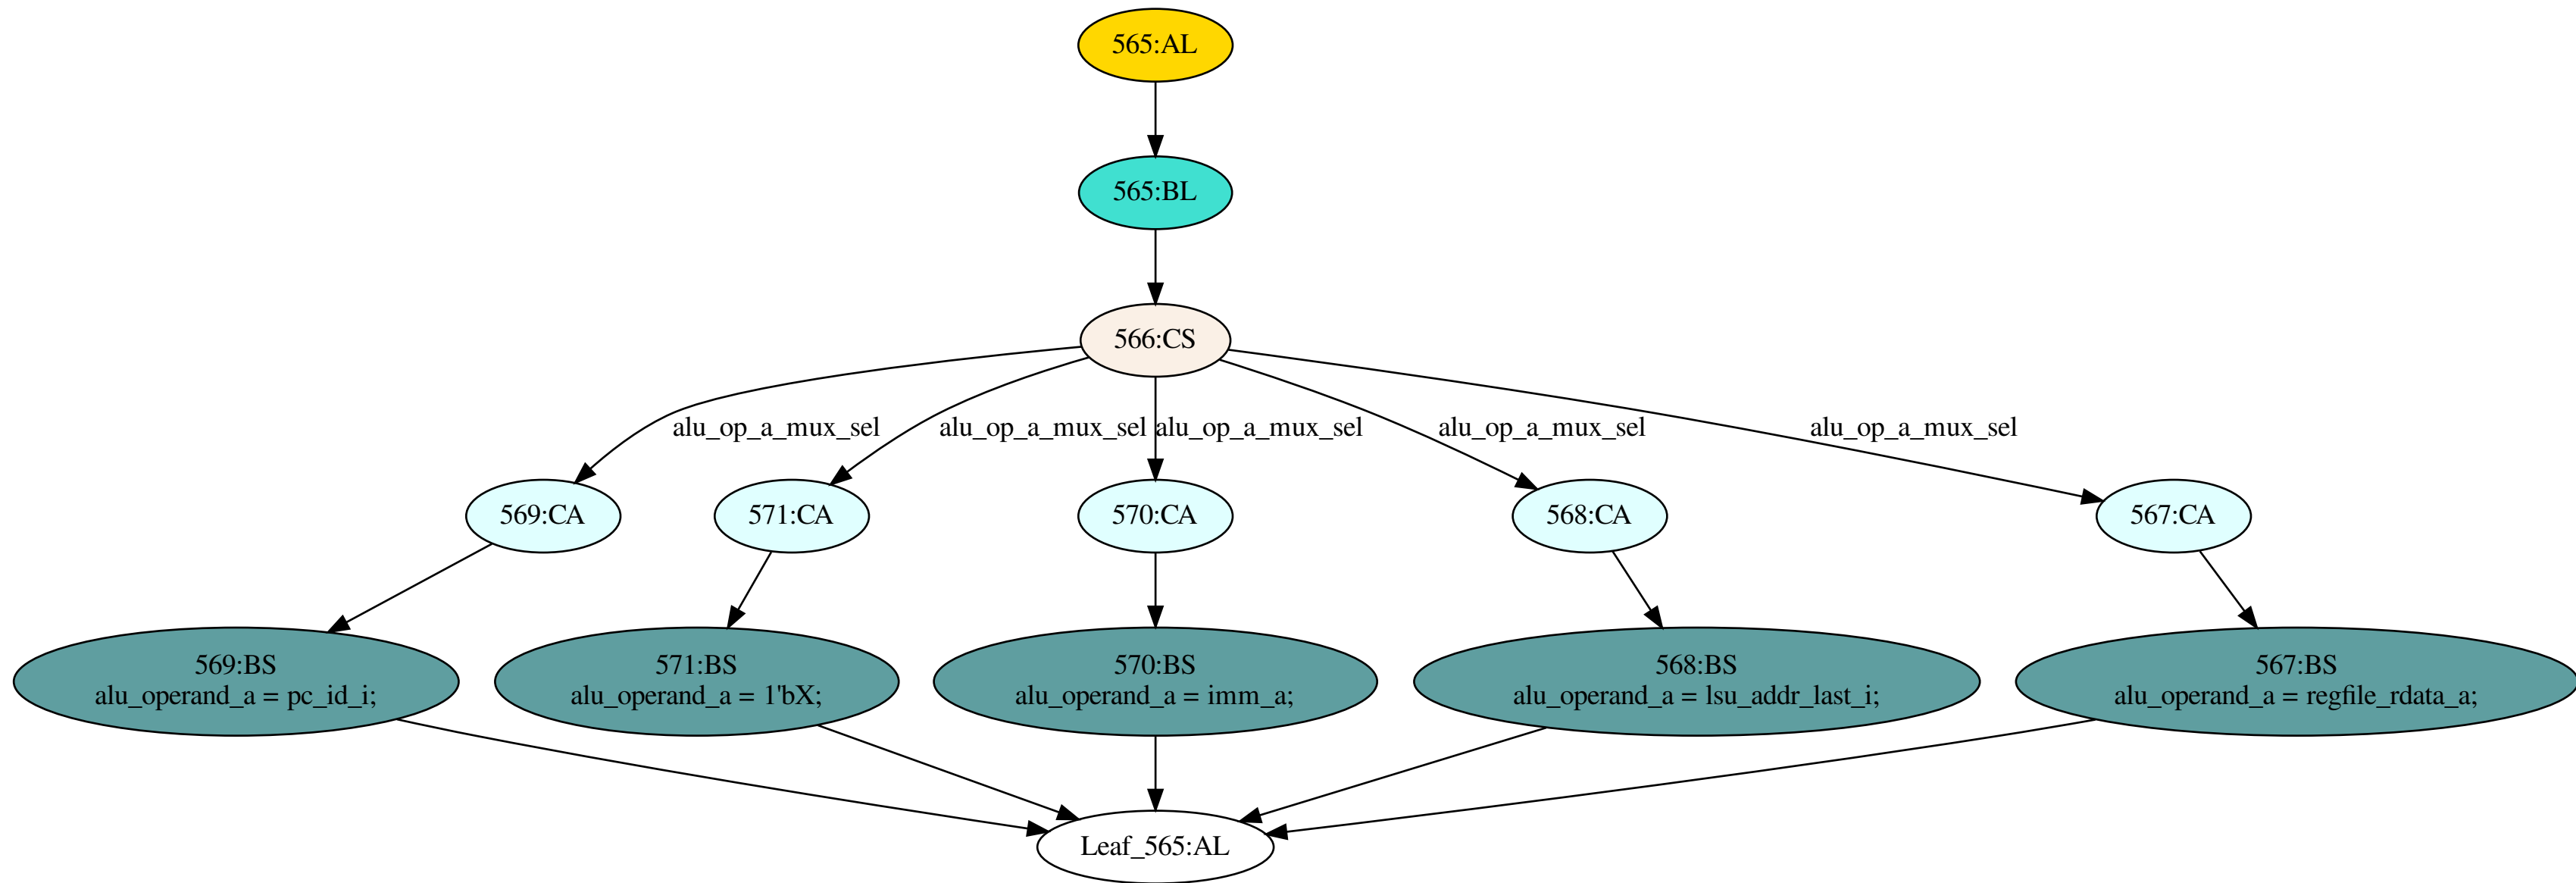 565:AL
565:BL
566:CS
alu_op_a_mux_sel
alu_op_a_mux_sel
alu_op_a_mux_sel
alu_op_a_mux_sel
alu_op_a_mux_sel
569:CA
571:CA
570:CA
568:CA
567:CA
569:BS
alu_operand_a = pc_id_i;
571:BS
alu_operand_a = 1'bX;
570:BS
alu_operand_a = imm_a;
568:BS
alu_operand_a = lsu_addr_last_i;
567:BS
alu_operand_a = regfile_rdata_a;
Leaf_565:AL